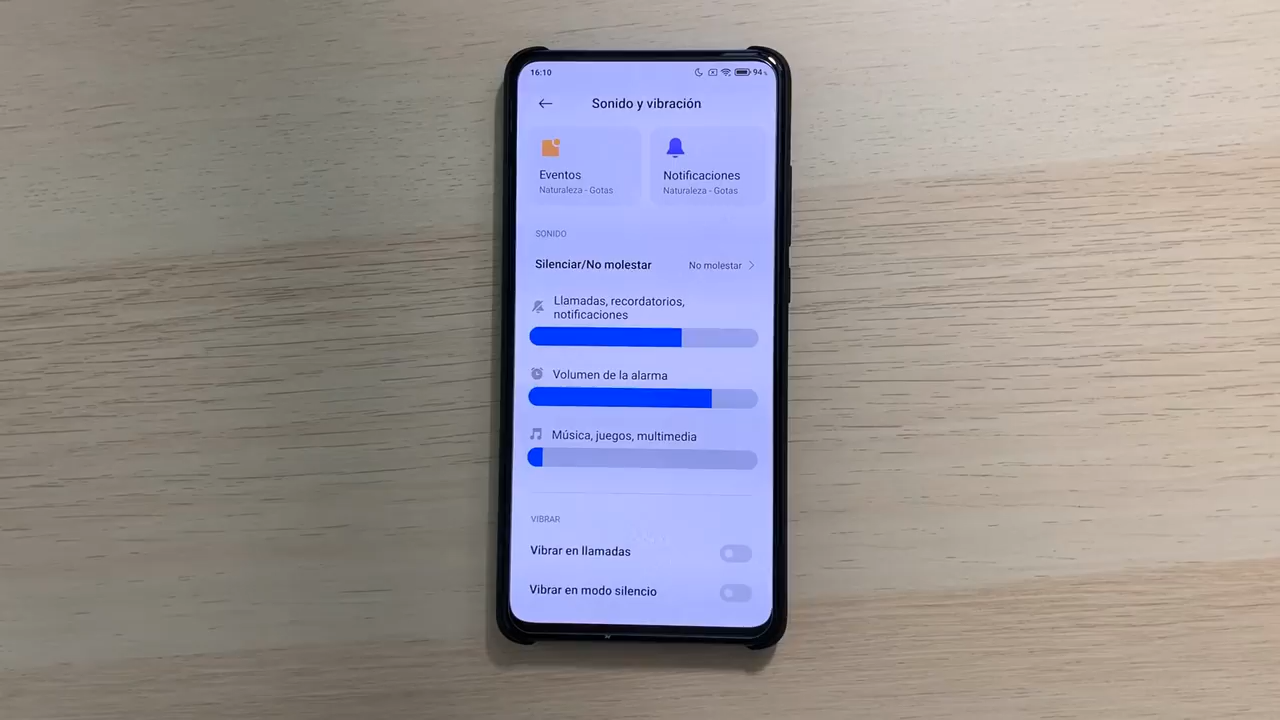 16:10
94
Sonido y vibración
Eventos
Naturaleza - Gotas
Notificaciones
Naturaleza - Gotas
SONIDO
Silenciar/No molestar
No molestar
Llamadas, recordatorios,
notificaciones
Volumen de la alarma
Música, juegos, multimedia
VIBRAR
Vibrar en llamadas
Vibrar en modo silencio